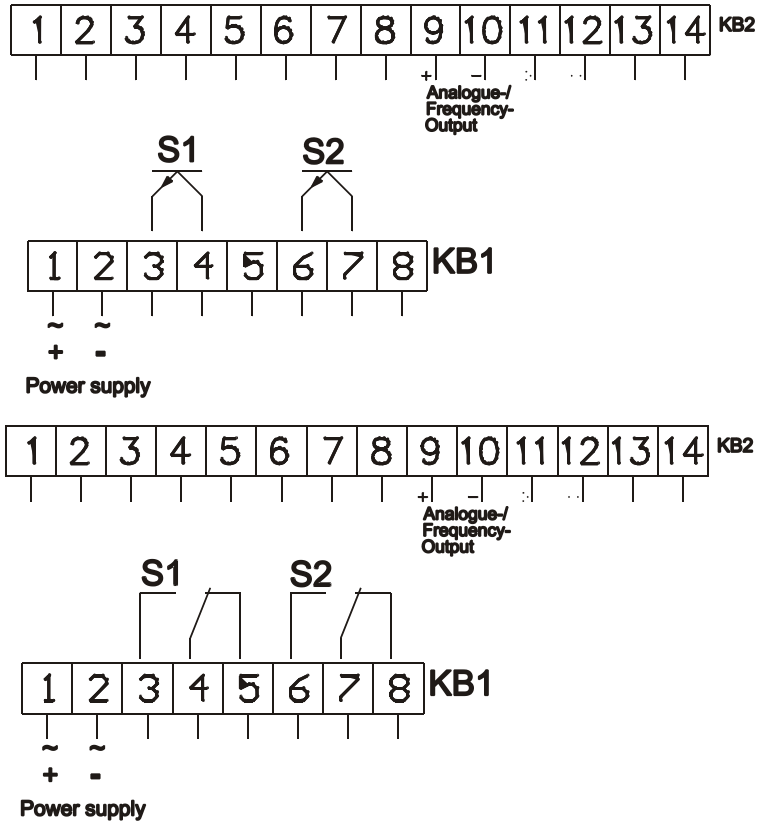 1 2 3 4 5 6 7 8 9 10 11 12 13 14 KB2
+ −
Analogue-/
Frequency-
Output
S1 S2
1 2 3 4 5 6 7 8 KB1
~ ~
+ -
Power supply
1 2 3 4 5 6 7 8 9 10 11 12 13 14 KB2
+ −
Analogue-/
Frequency-
Output
S1 S2
1 2 3 4 5 6 7 8 KB1
~ ~
+ -
Power supply